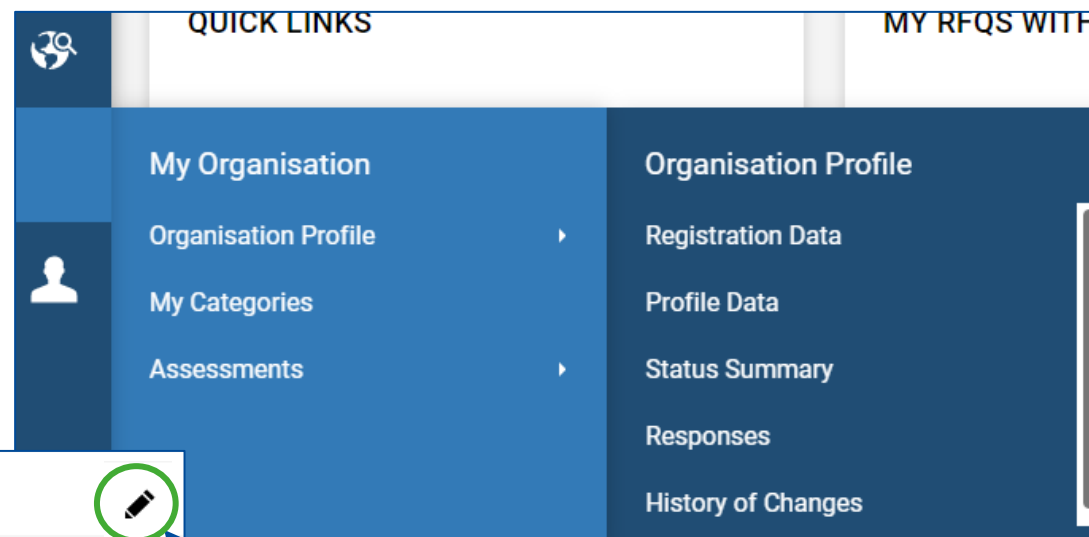 QUICK LINKS
MY RFQS WITH
My Organisation
Organisation Profile
My Categories
Assessments
Organisation Profile
Registration Data
Profile Data
Status Summary
Responses
History of Changes